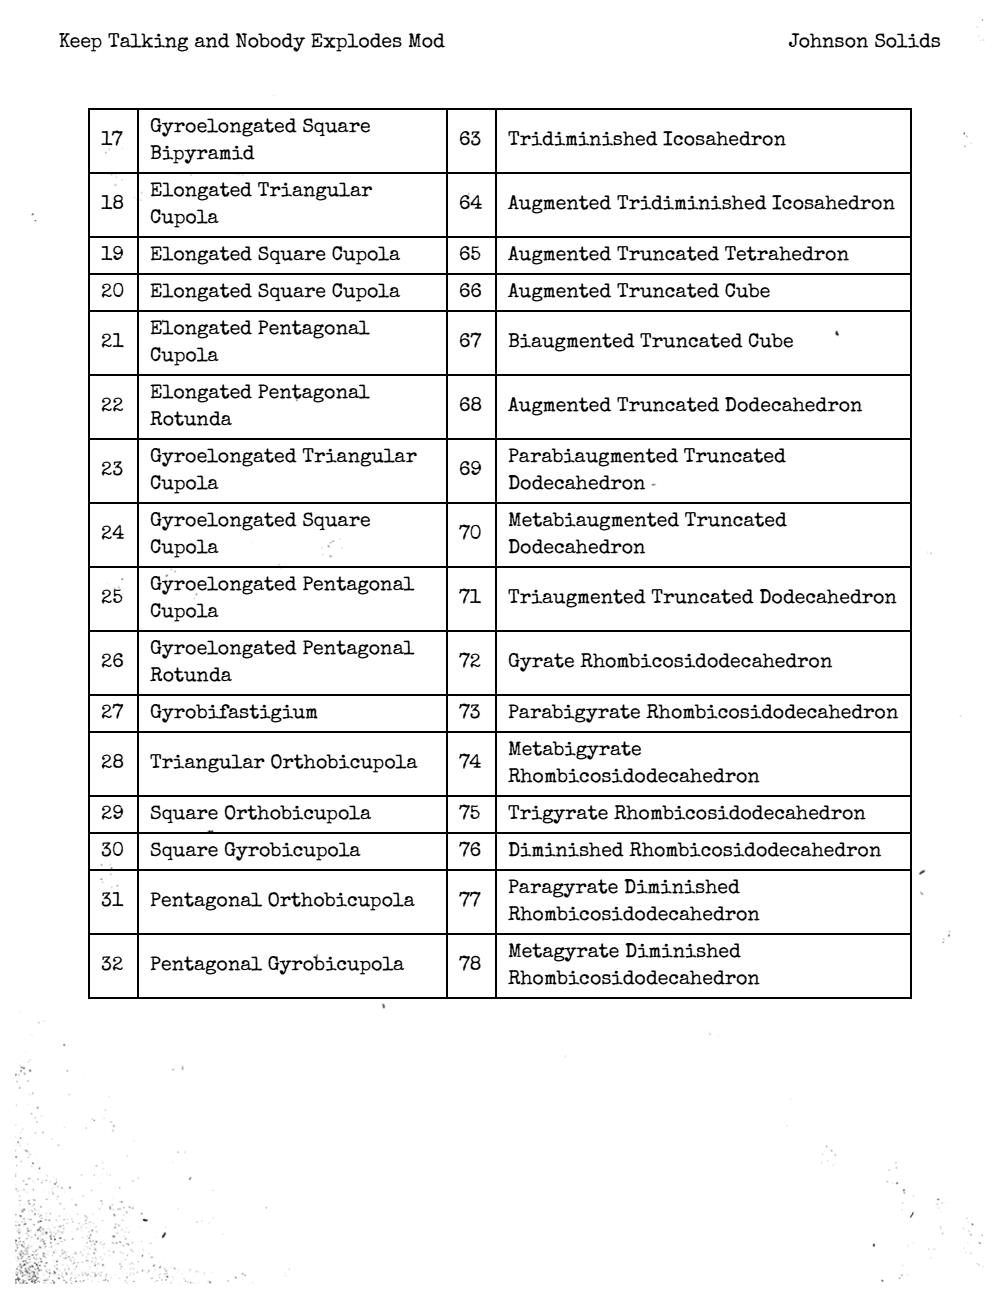 Keep Talking and Nobody Explodes Mod
Johnson Solids
17
Gyroelongated Square
Bipyramid
63
Tridiminished Icosahedron
18
Elongated Triangular
Cupola
64
Augmented Tridiminished Icosahedron
19
Elongated Square Cupola
65
Augmented Truncated Tetrahedron
20
Elongated Square Cupola
66
Augmented Truncated Cube
21
Elongated Pentagonal
Cupola
67
Biaugmented Truncated Cube
22
Elongated Pentagonal
Rotunda
68
Augmented Truncated Dodecahedron
23
Gyroelongated Triangular
Cupola
69
Parabiaugmented Truncated
Dodecahedron
24
Gyroelongated Square
Cupola
70
Metabiaugmented Truncated
Dodecahedron
25
Gyroelongated Pentagonal
Cupola
71
Triaugmented Truncated Dodecahedron
26
Gyroelongated Pentagonal
Rotunda
72
Gyrate Rhombicosidodecahedron
27
Gyrobifastigium
73
Parabigyrate Rhombicosidodecahedron
28
Triangular Orthobicupola
74
Metabigyrate
Rhombicosidodecahedron
29
Square Orthobicupola
75
Trigyrate Rhombicosidodecahedron
30
Square Gyrobicupola
76
Diminished Rhombicosidodecahedron
31
Pentagonal Orthobicupola
77
Paragyrate Diminished
Rhombicosidodecahedron
32
Pentagonal Gyrobicupola
78
Metagyrate Diminished
Rhombicosidodecahedron